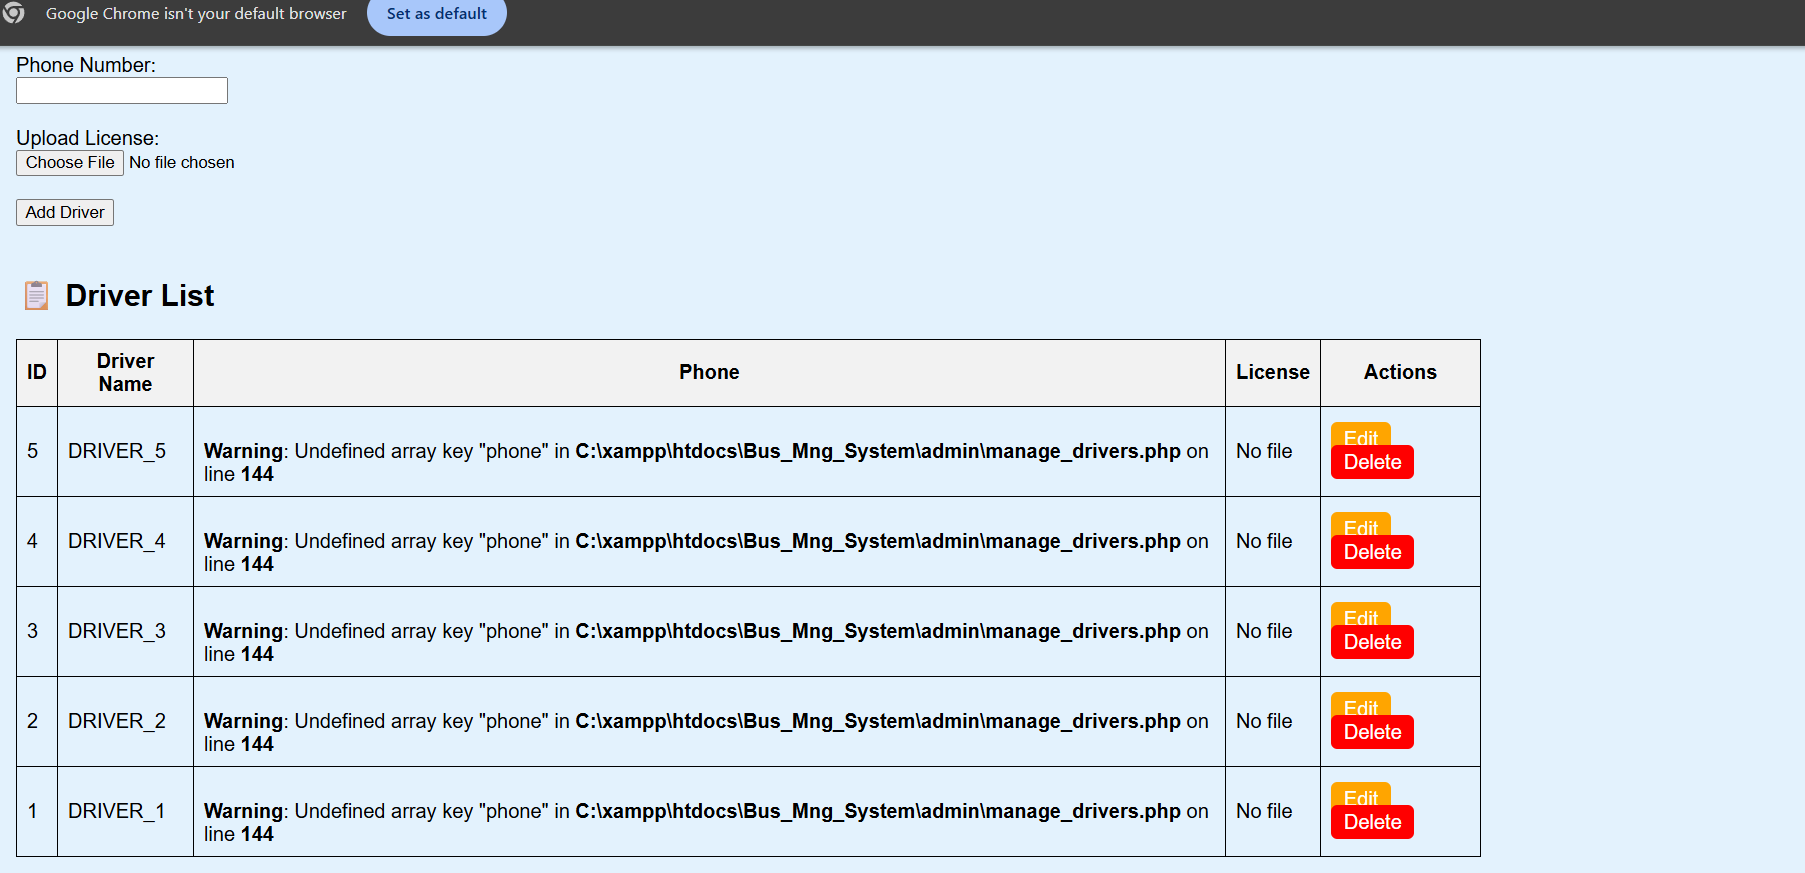 Google Chrome isn't your default browser Set as default
Phone Number:
Upload License:
Choose File No file chosen
Add Driver
📋 Driver List
ID Driver Name Phone License Actions
5 DRIVER_5 Warning: Undefined array key "phone" in C:\xampp\htdocs\Bus_Mng_System\admin\manage_drivers.php on
line 144 No file Edit
Delete
4 DRIVER_4 Warning: Undefined array key "phone" in C:\xampp\htdocs\Bus_Mng_System\admin\manage_drivers.php on
line 144 No file Edit
Delete
3 DRIVER_3 Warning: Undefined array key "phone" in C:\xampp\htdocs\Bus_Mng_System\admin\manage_drivers.php on
line 144 No file Edit
Delete
2 DRIVER_2 Warning: Undefined array key "phone" in C:\xampp\htdocs\Bus_Mng_System\admin\manage_drivers.php on
line 144 No file Edit
Delete
1 DRIVER_1 Warning: Undefined array key "phone" in C:\xampp\htdocs\Bus_Mng_System\admin\manage_drivers.php on
line 144 No file Edit
Delete